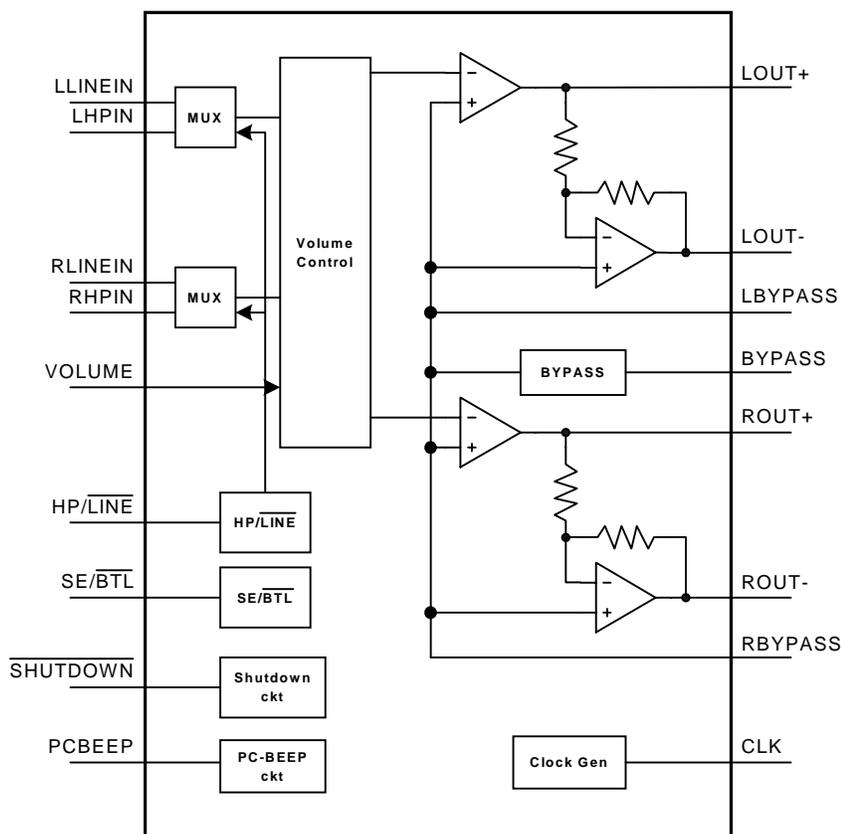 LLINEIN
LHPIN
MUX
RLINEIN
RHPIN
MUX
VOLUME
Volume
Control
HP/LINE
HP/LINE
SE/BTL
SE/BTL
SHUTDOWN
Shutdown
ckt
PCBEEP
PC-BEEP
ckt
−
+
LOUT+
−
+
LOUT-
LBYPASS
BYPASS
BYPASS
−
+
ROUT+
−
+
ROUT-
RBYPASS
Clock Gen
CLK